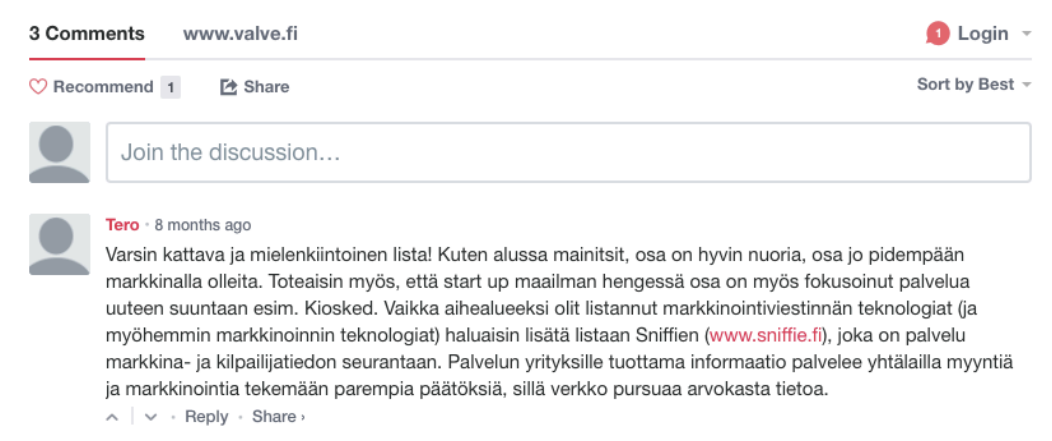 3 Comments www.valve.fi 1 Login
Recommend 1 Share Sort by Best
Join the discussion...
Tero · 8 months ago
Varsin kattava ja mielenkiintoinen lista! Kuten alussa mainitsit, osa on hyvin nuoria, osa jo pidempään
markkinalla olleita. Toteaisin myös, että start up maailman hengessä osa on myös fokusoinut palvelua
uuteen suuntaan esim. Kiosked. Vaikka aihealueeksi olit listannut markkinointiviestinnän teknologiat (ja
myöhemmin markkinoinnin teknologiat) haluaisin lisätä listaan Sniffien (www.sniffie.fi), joka on palvelu
markkina- ja kilpailijatiedon seurantaan. Palvelun yrityksille tuottama informaatio palvelee yhtälailla myyntiä
ja markkinointia tekemään parempia päätöksiä, sillä verkko pursuaa arvokasta tietoa.
· Reply · Share ›